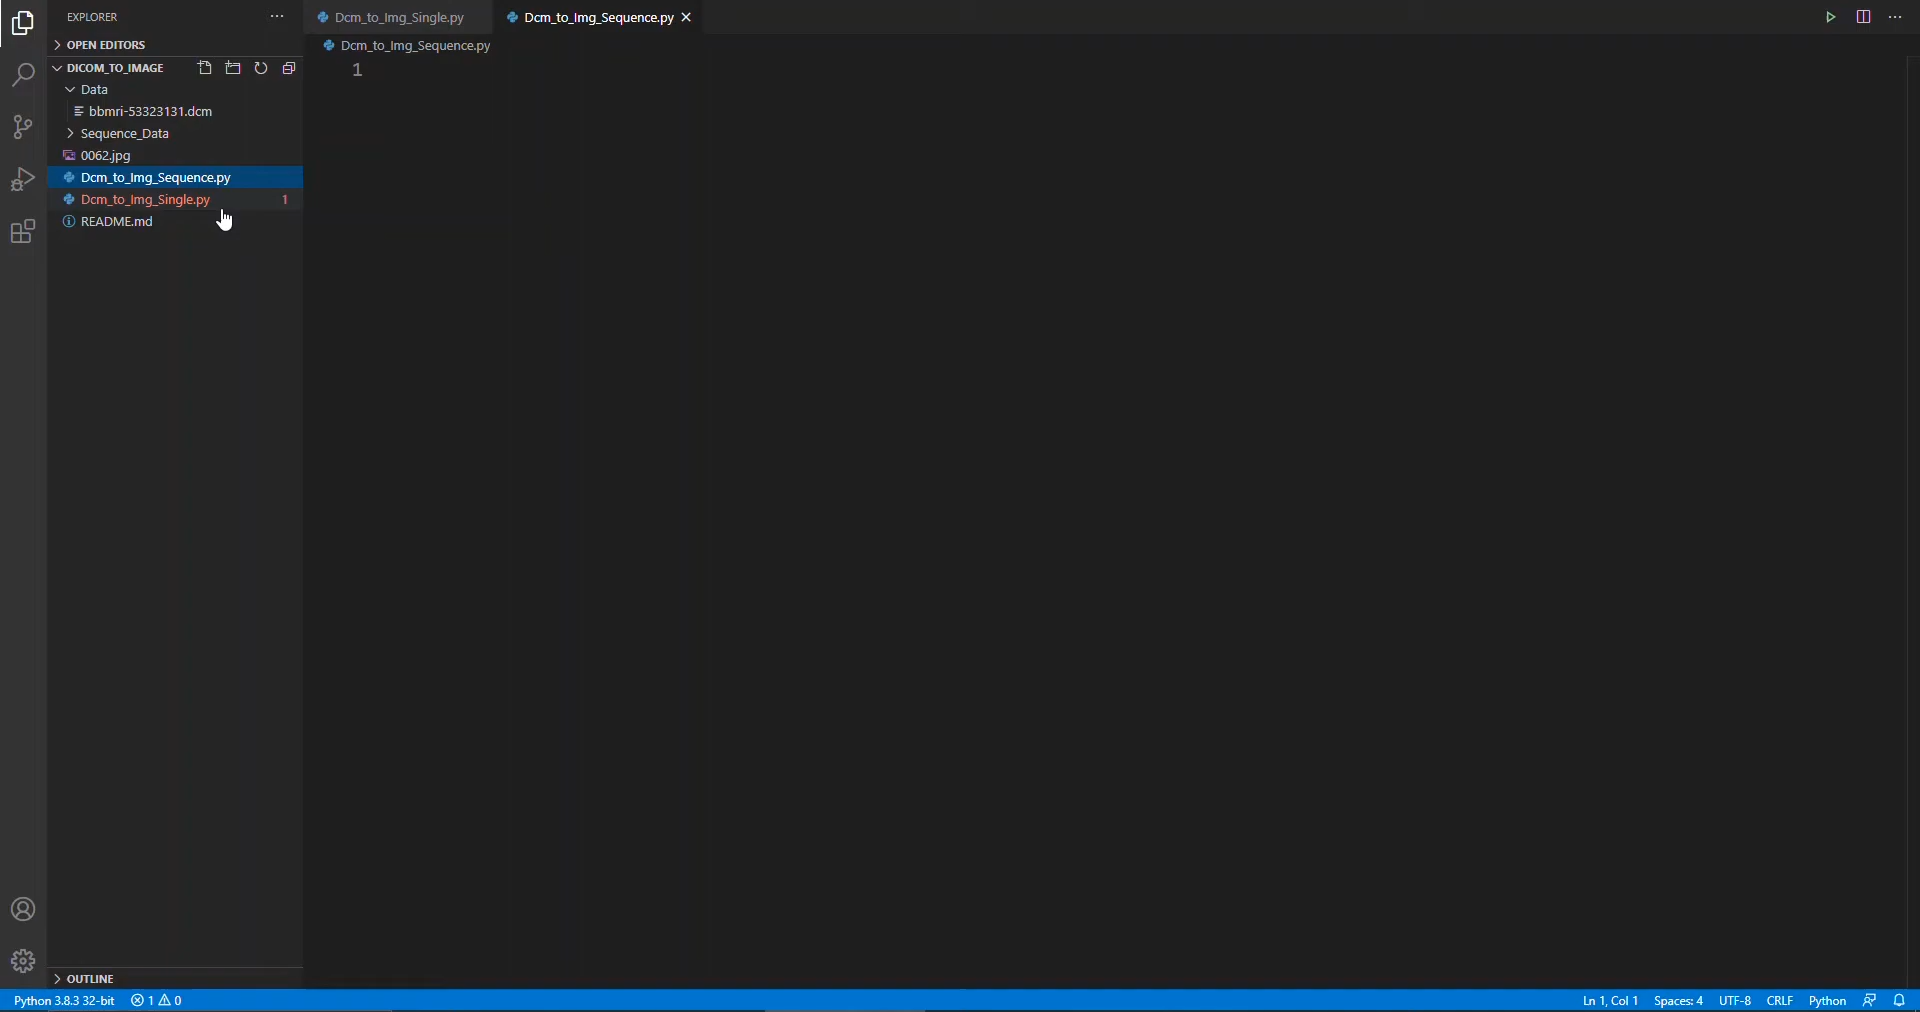 EXPLORER
Dcm_to_Img_Single.py
Dcm_to_Img_Sequence.py
OPEN EDITORS
Dcm_to_Img_Sequence.py
DICOM_TO_IMAGE
1
Data
bbmri-53323131.dcm
Sequence_Data
0062.jpg
Dcm_to_Img_Sequence.py
Dcm_to_Img_Single.py 1
README.md
OUTLINE
Python 3.8.3 32-bit 1 0 Ln 1, Col 1 Spaces: 4 UTF-8 CRLF Python